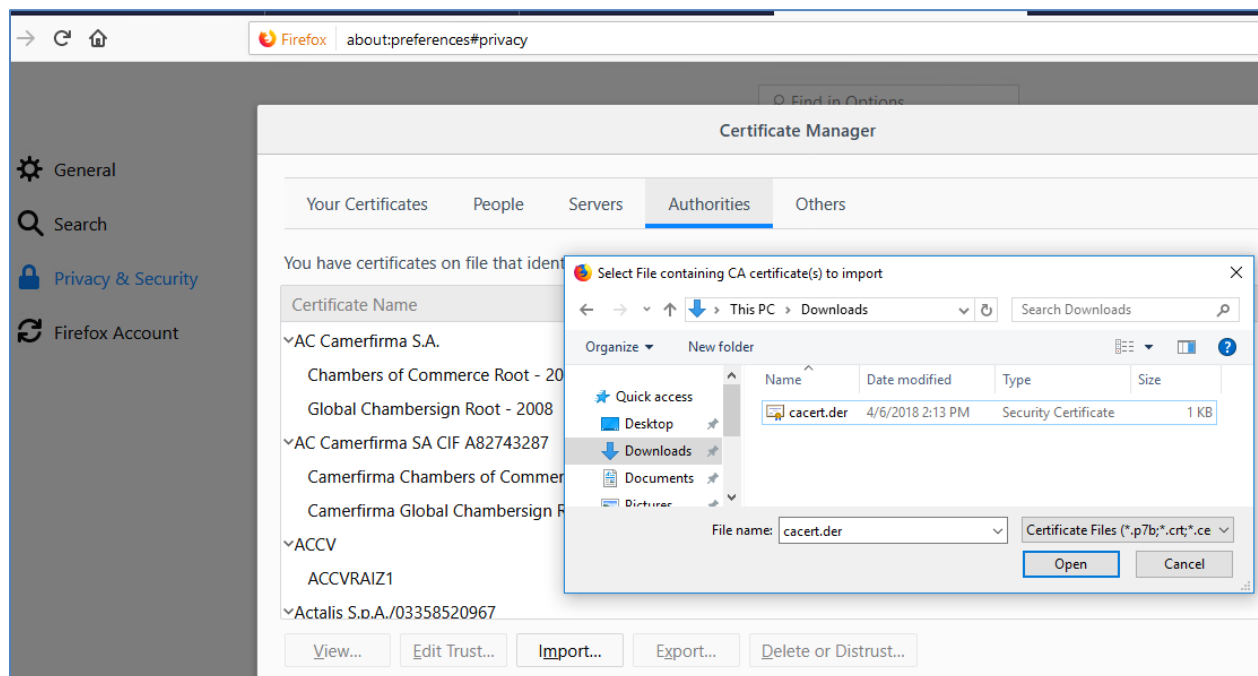 Firefox about:preferences#privacy
Find in Options
Certificate Manager
General
Search
Privacy & Security
Firefox Account
Your Certificates People Servers Authorities Others
You have certificates on file that ident
Certificate Name
AC Camerfirma S.A.
Chambers of Commerce Root - 20
Global Chambersign Root - 2008
AC Camerfirma SA CIF A82743287
Camerfirma Chambers of Commer
Camerfirma Global Chambersign R
ACCV
ACCVRAIZ1
Actalis S.p.A./03358520967
View... Edit Trust... Import... Export... Delete or Distrust...
Select File containing CA certificate(s) to import
This PC > Downloads Search Downloads
Organize New folder
Name Date modified Type Size
Quick access
Desktop
Downloads
Documents
Pictures
cacert.der 4/6/2018 2:13 PM Security Certificate 1 KB
File name: cacert.der Certificate Files (*.p7b;*.crt;*.ce
Open Cancel